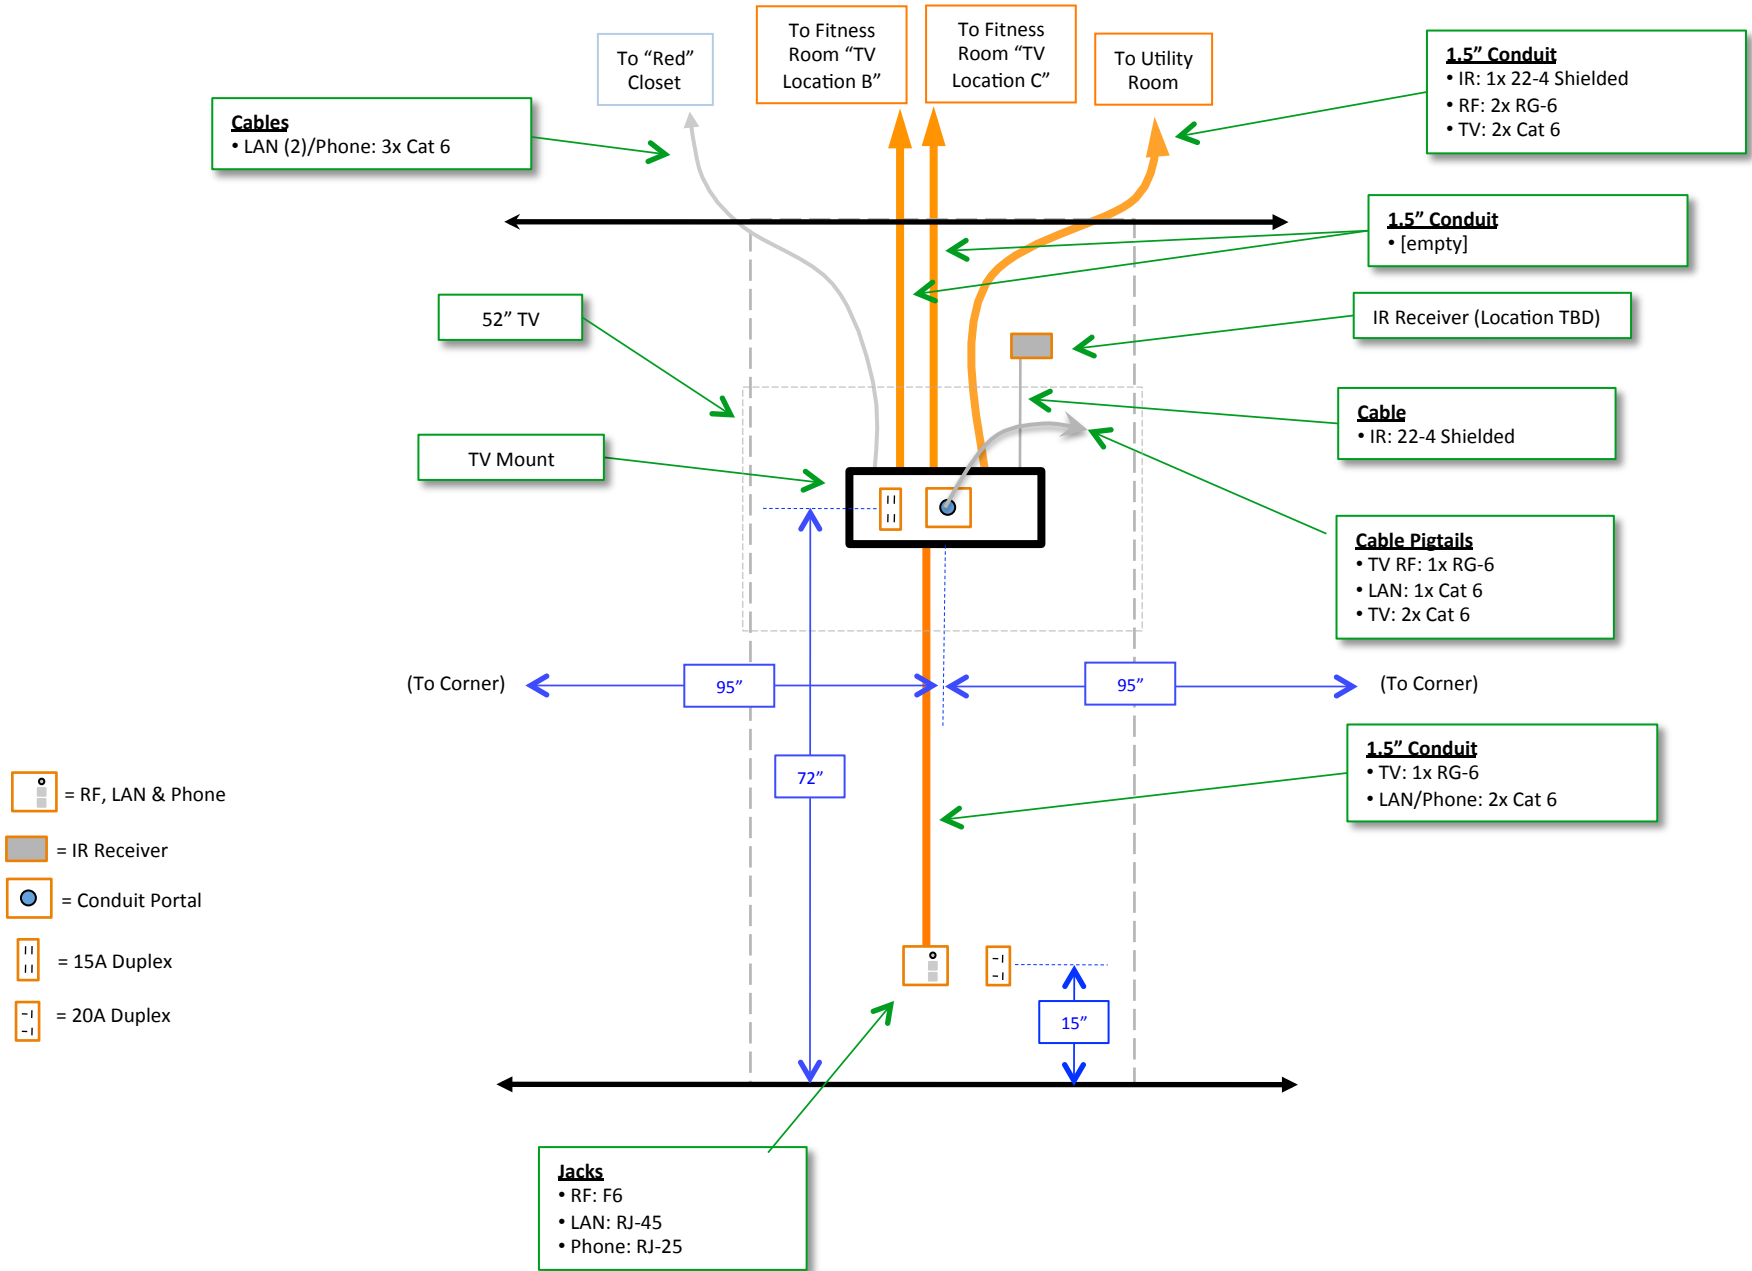 To “Red”
Closet
To Fitness
Room “TV
Location B”
To Fitness
Room “TV
Location C”
To Utility
Room
1.5” Conduit
• IR: 1x 22-4 Shielded
• RF: 2x RG-6
• TV: 2x Cat 6
Cables
• LAN (2)/Phone: 3x Cat 6
1.5” Conduit
• [empty]
52” TV
IR Receiver (Location TBD)
TV Mount
Cable
• IR: 22-4 Shielded
Cable Pigtails
• TV RF: 1x RG-6
• LAN: 1x Cat 6
• TV: 2x Cat 6
(To Corner)
95”
95”
(To Corner)
72”
1.5” Conduit
• TV: 1x RG-6
• LAN/Phone: 2x Cat 6
= RF, LAN & Phone
= IR Receiver
= Conduit Portal
= 15A Duplex
= 20A Duplex
15”
Jacks
• RF: F6
• LAN: RJ-45
• Phone: RJ-25